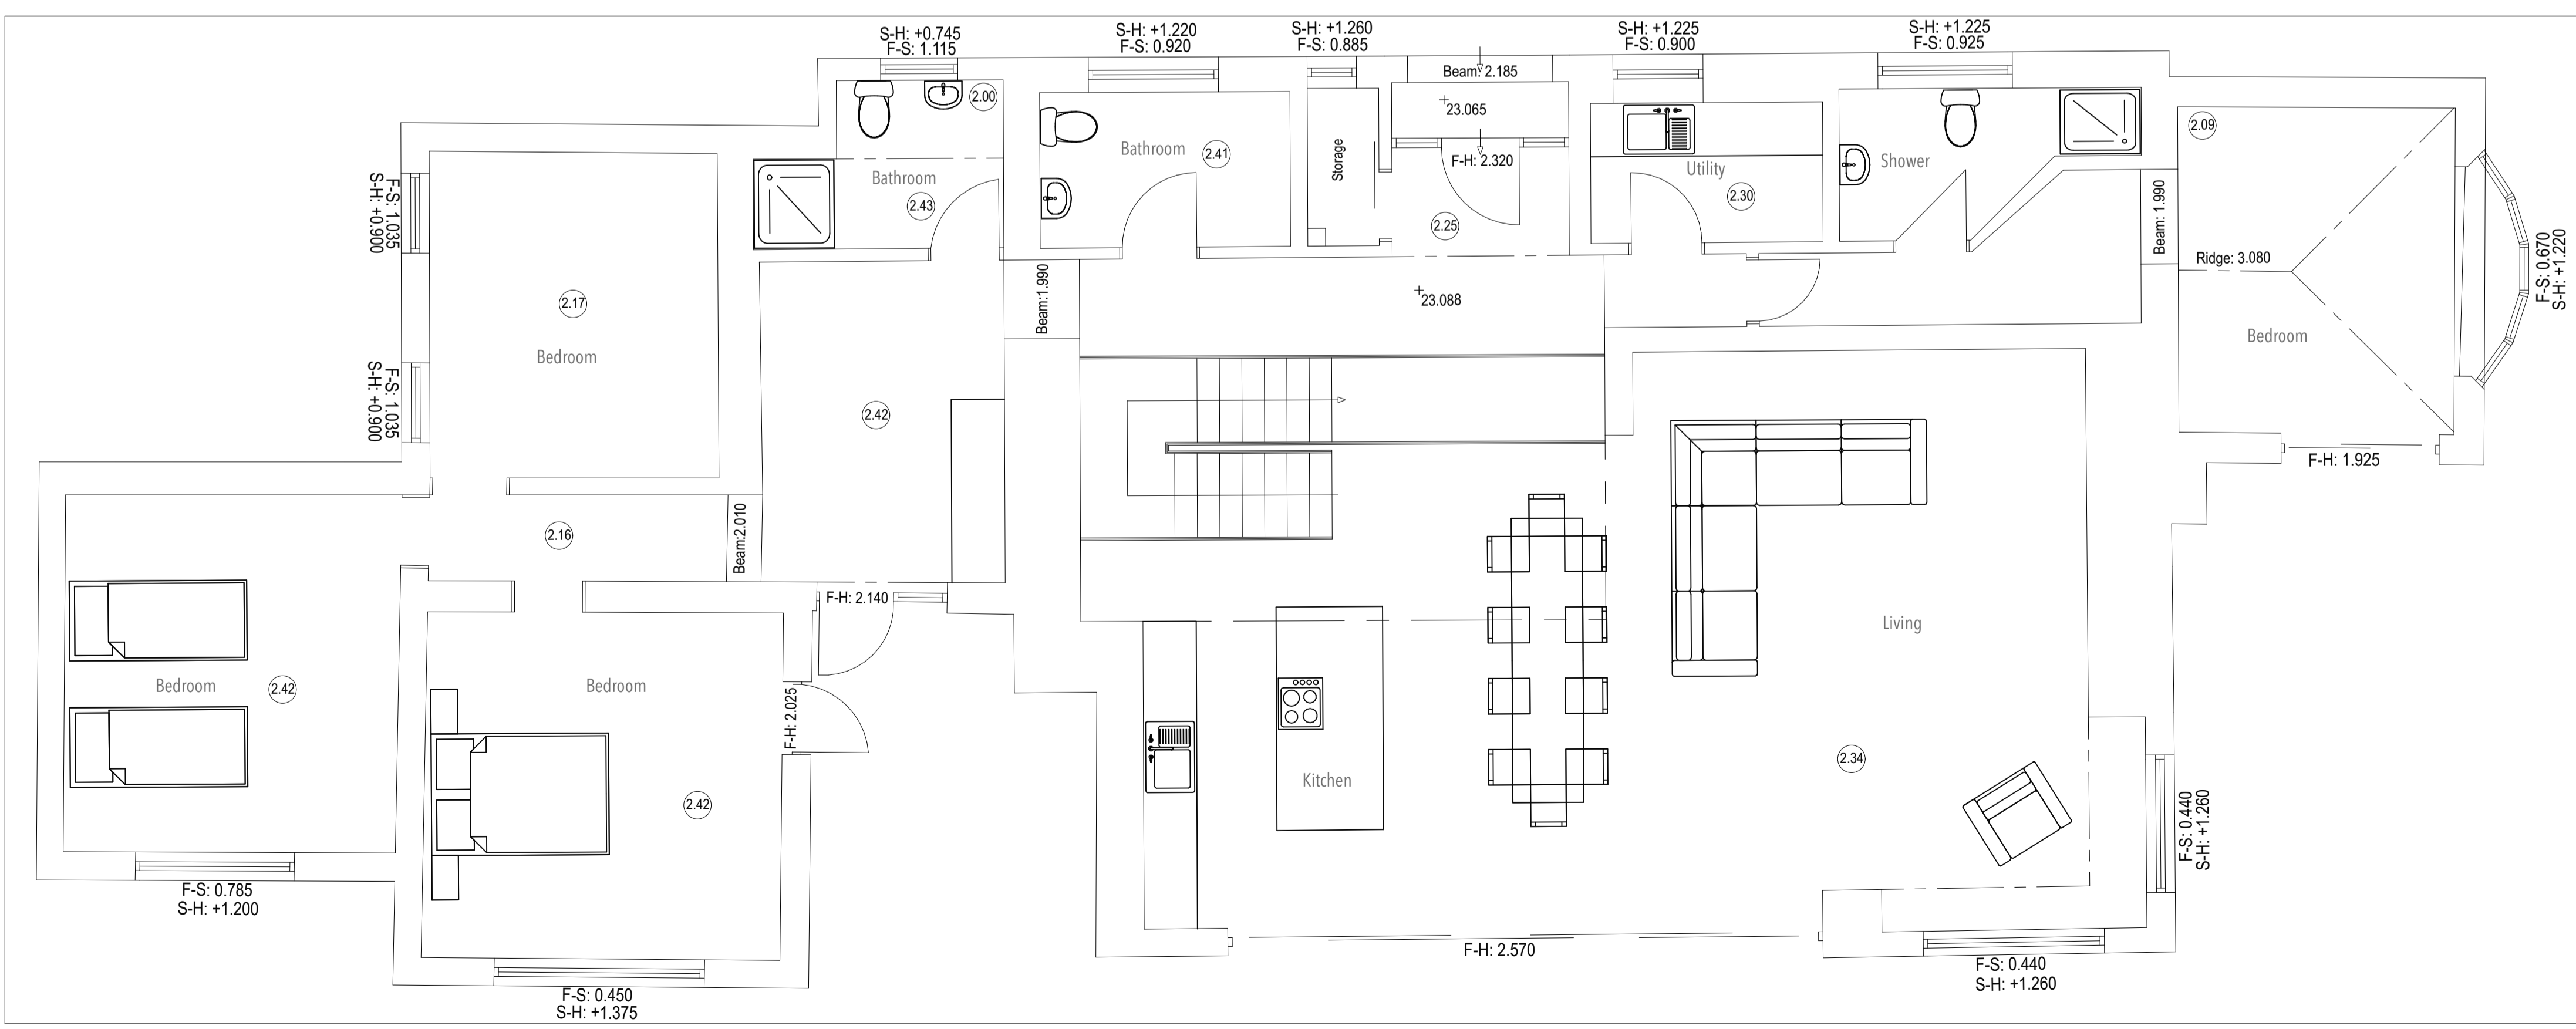 S-H: +0.745
F-S: 1.115
S-H: +1.220
F-S: 0.920
S-H: +1.260
F-S: 0.885
S-H: +1.225
F-S: 0.900
S-H: +1.225
F-S: 0.925
Beam: 2.185
2.00
23.065
2.09
Bathroom
2.41
Storage
F-H: 2.320
Utility
2.30
Shower
Bathroom
2.43
F-S: 1.035
S-H: +0.900
2.25
Beam: 1.990
Ridge: 3.080
F-S: 0.670
S-H: +1.220
2.17
Beam:1.990
23.088
Bedroom
Bedroom
F-S: 1.035
S-H: +0.900
2.42
F-H: 1.925
2.16
Beam:2.010
F-H: 2.140
Living
Bedroom
2.42
Bedroom
F-H: 2.025
2.34
Kitchen
2.42
F-S: 0.440
S-H: +1.260
F-S: 0.785
S-H: +1.200
F-H: 2.570
F-S: 0.440
S-H: +1.260
F-S: 0.450
S-H: +1.375